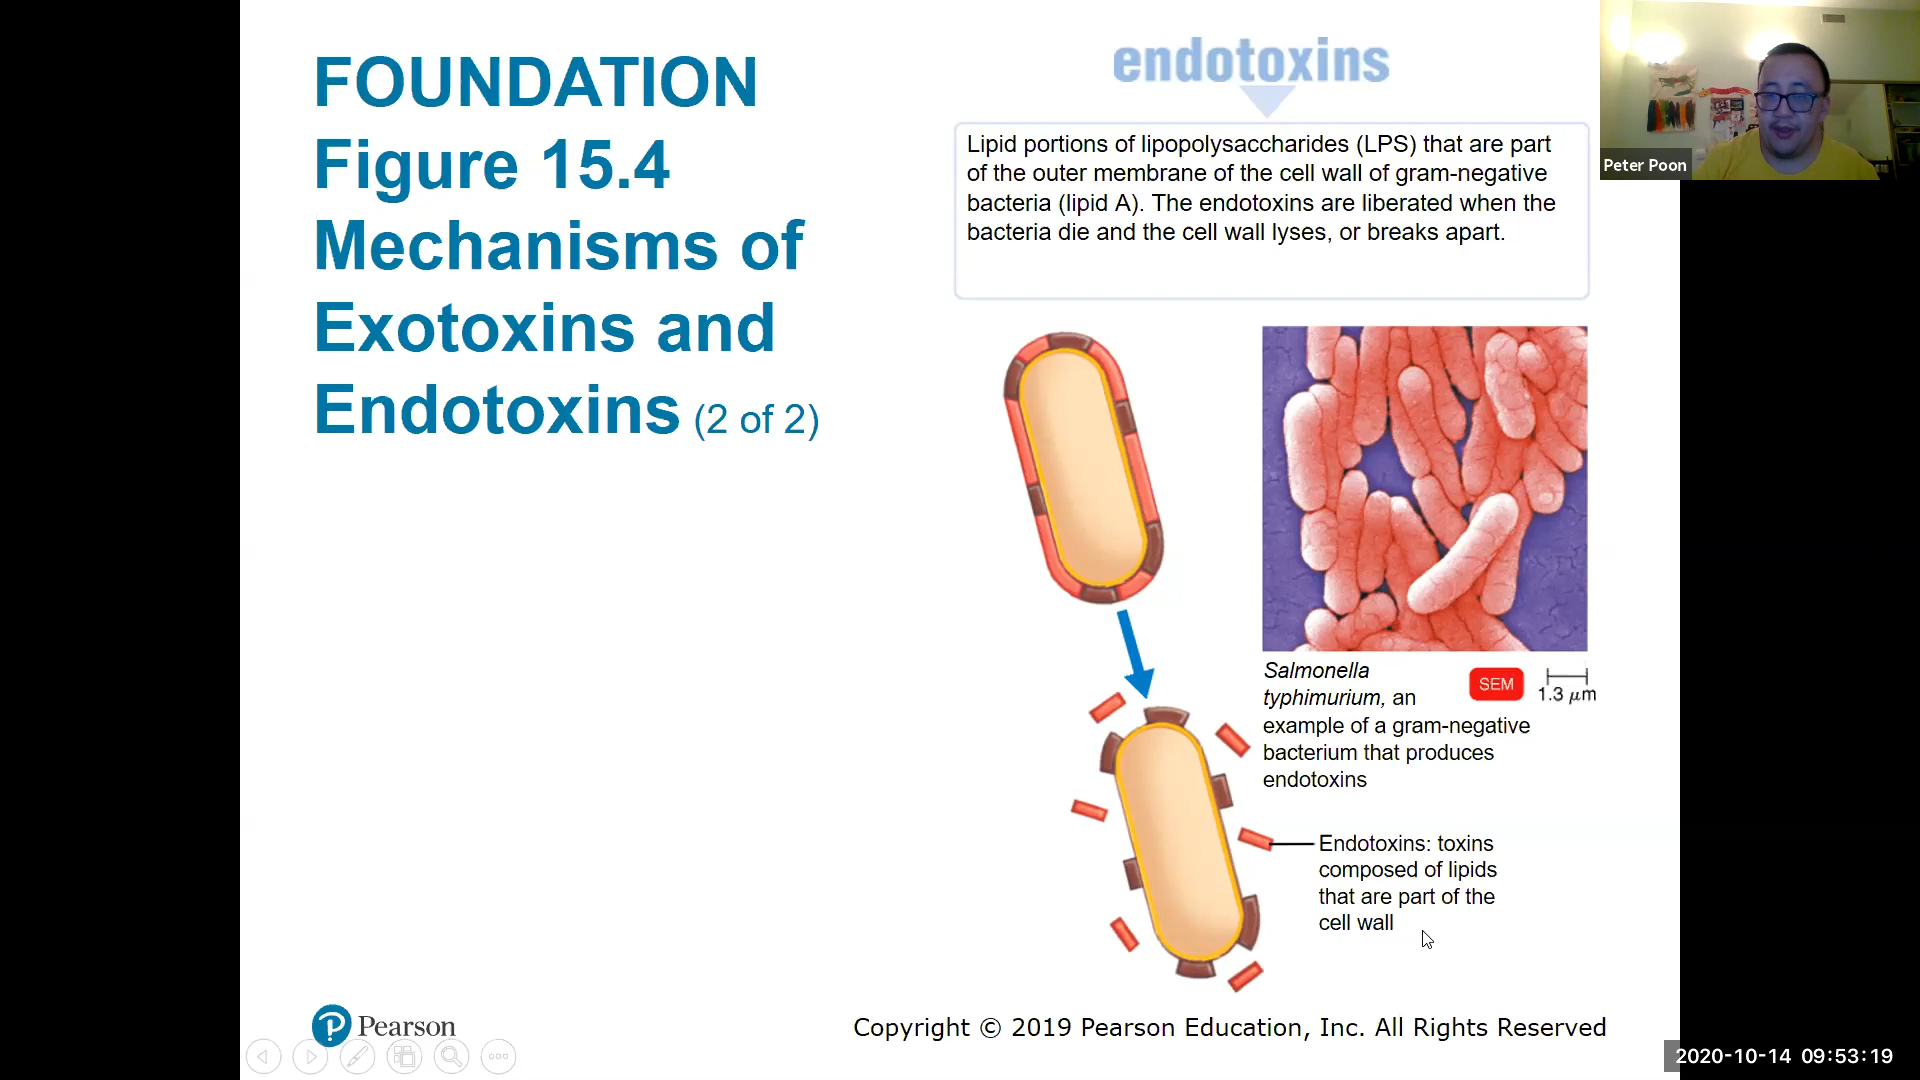 FOUNDATION
Figure 15.4
Mechanisms of
Exotoxins and
Endotoxins (2 of 2)
endotoxins
Lipid portions of lipopolysaccharides (LPS) that are part
of the outer membrane of the cell wall of gram-negative
bacteria (lipid A). The endotoxins are liberated when the
bacteria die and the cell wall lyses, or breaks apart.
Peter Poon
Salmonella
typhimurium, an
example of a gram-negative
bacterium that produces
endotoxins
SEM
1.3 μm
Endotoxins: toxins
composed of lipids
that are part of the
cell wall
Pearson
Copyright © 2019 Pearson Education, Inc. All Rights Reserved
2020-10-14 09:53:19